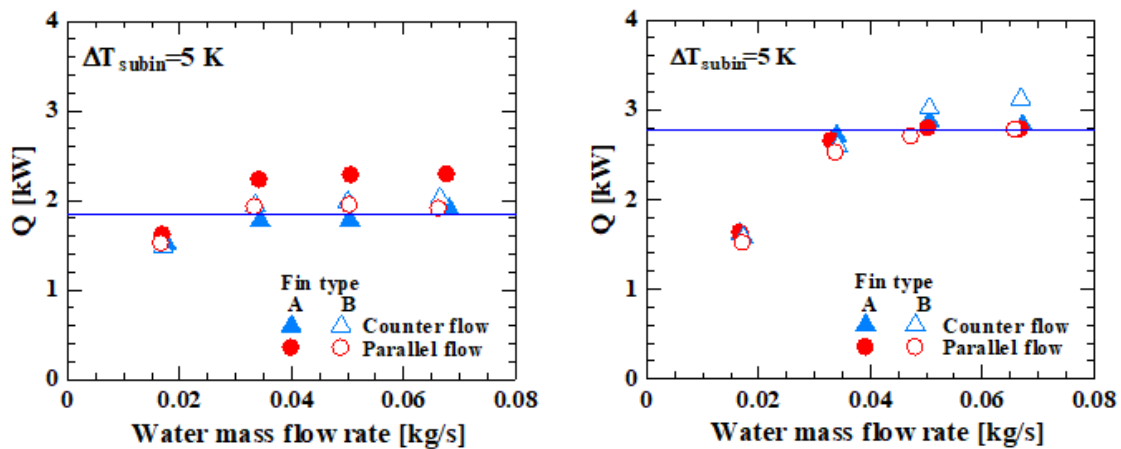 4
ΔTsubin=5 K
3
Q [kW]
2
1
Fin type
A B
Counter flow
Parallel flow
0
0 0.02 0.04 0.06 0.08
Water mass flow rate [kg/s]
4
ΔTsubin=5 K
3
Q [kW]
2
1
Fin type
A B
Counter flow
Parallel flow
0
0 0.02 0.04 0.06 0.08
Water mass flow rate [kg/s]